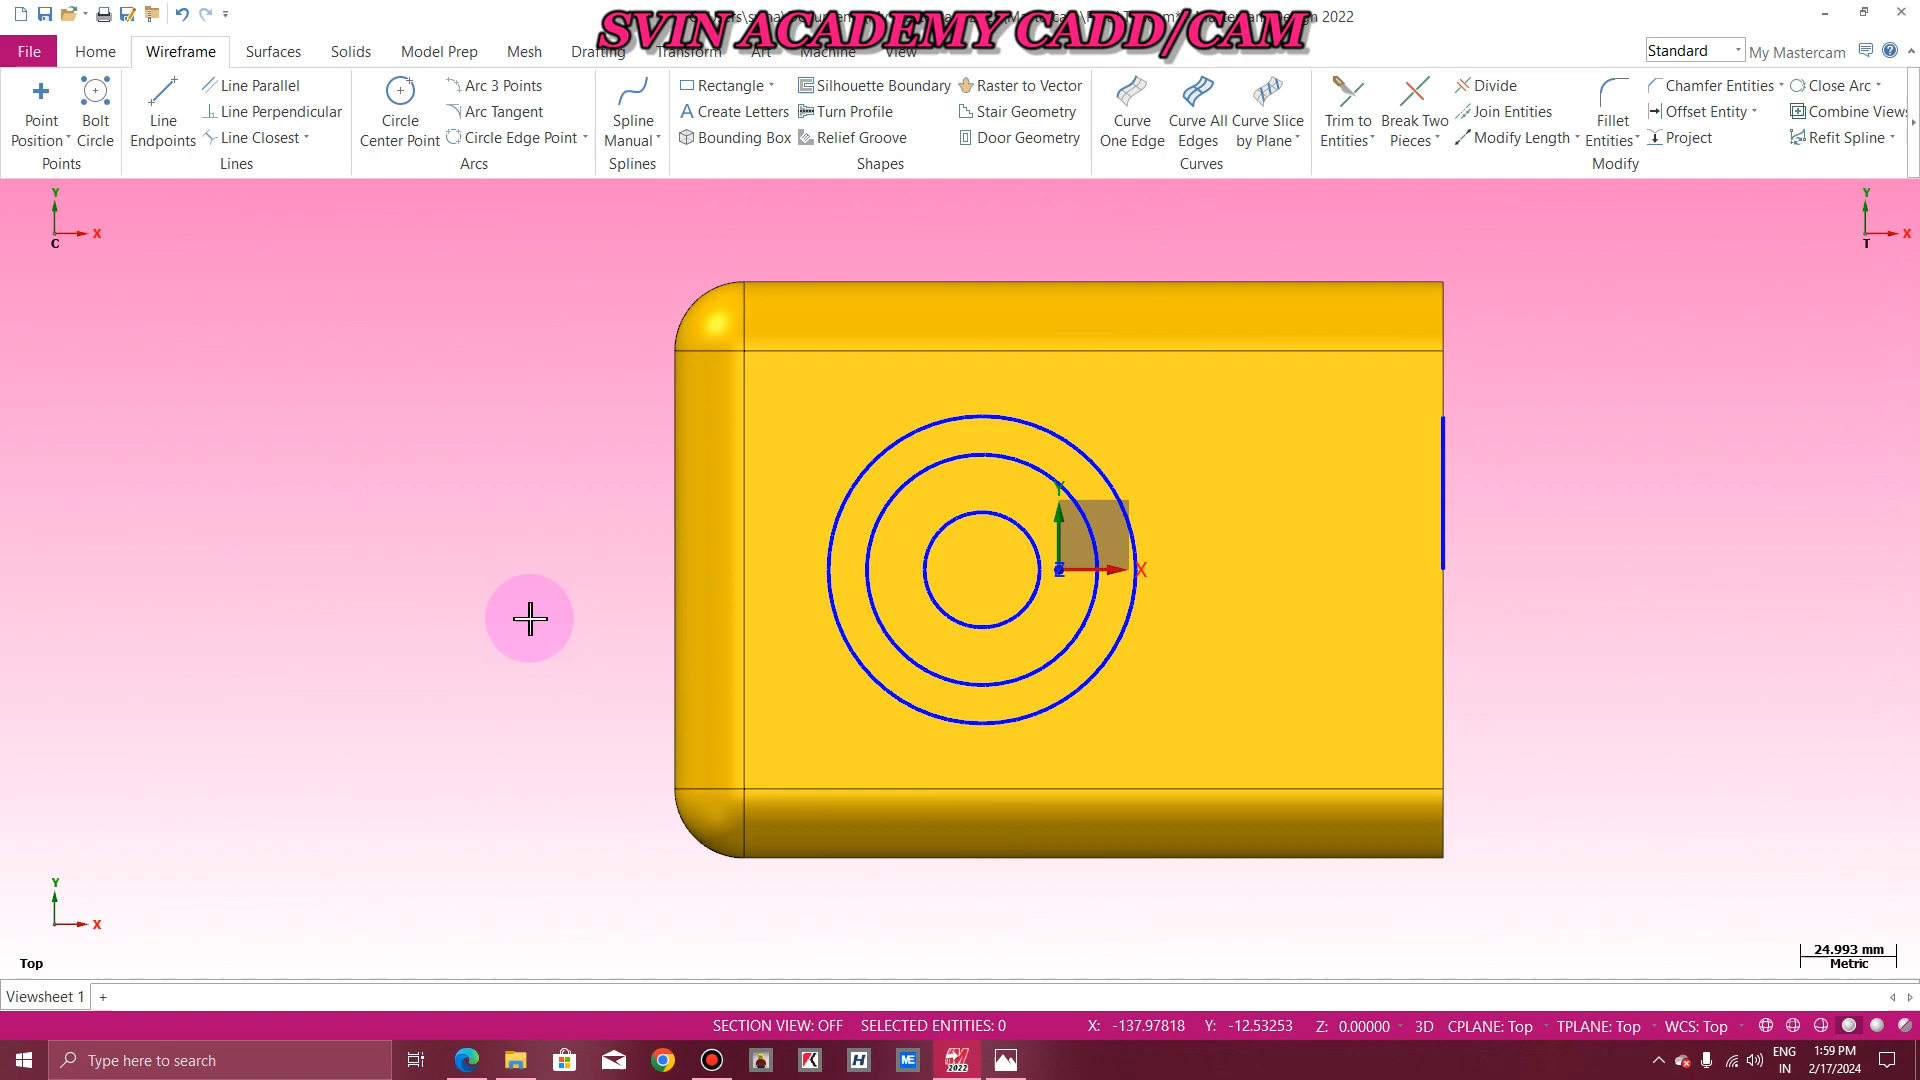 SVIN ACADEMY CADD/CAM
2022
File Home Wireframe Surfaces Solids Model Prep Mesh Drafting Transform Art Machine View
Standard My Mastercam
Point Position
Bolt Circle
Points
Line Endpoints
Line Parallel
Line Perpendicular
Line Closest
Lines
Circle Center Point
Arc 3 Points
Arc Tangent
Circle Edge Point
Arcs
Spline Manual
Splines
Rectangle
Create Letters
Bounding Box
Silhouette Boundary
Turn Profile
Relief Groove
Raster to Vector
Stair Geometry
Door Geometry
Shapes
Curve One Edge
Curve All Edges
Curve Slice by Plane
Curves
Trim to Entities
Break Two Pieces
Divide
Join Entities
Modify Length
Fillet Entities
Chamfer Entities
Offset Entity
Project
Close Arc
Combine Views
Refit Spline
Modify
Y
X
C
Y
X
T
Y
X
Z
Y
X
Top
24.993 mm
Metric
Viewsheet 1 +
SECTION VIEW: OFF SELECTED ENTITIES: 0 X: -137.97818 Y: -12.53253 Z: 0.00000 3D CPLANE: Top TPLANE: Top WCS: Top
Type here to search
H
ME
2022
ENG
IN
1:59 PM
2/17/2024